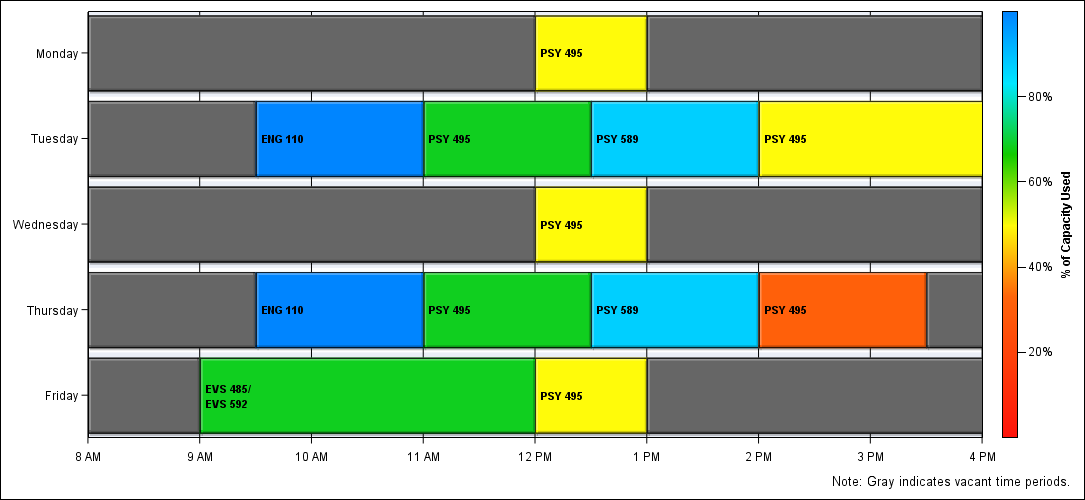 Monday
PSY 495
Tuesday
ENG 110
PSY 495
PSY 589
PSY 495
Wednesday
PSY 495
Thursday
ENG 110
PSY 495
PSY 589
PSY 495
Friday
EVS 485/
EVS 592
PSY 495
8 AM
9 AM
10 AM
11 AM
12 PM
1 PM
2 PM
3 PM
4 PM
80%
60%
40%
20%
% of Capacity Used
Note: Gray indicates vacant time periods.